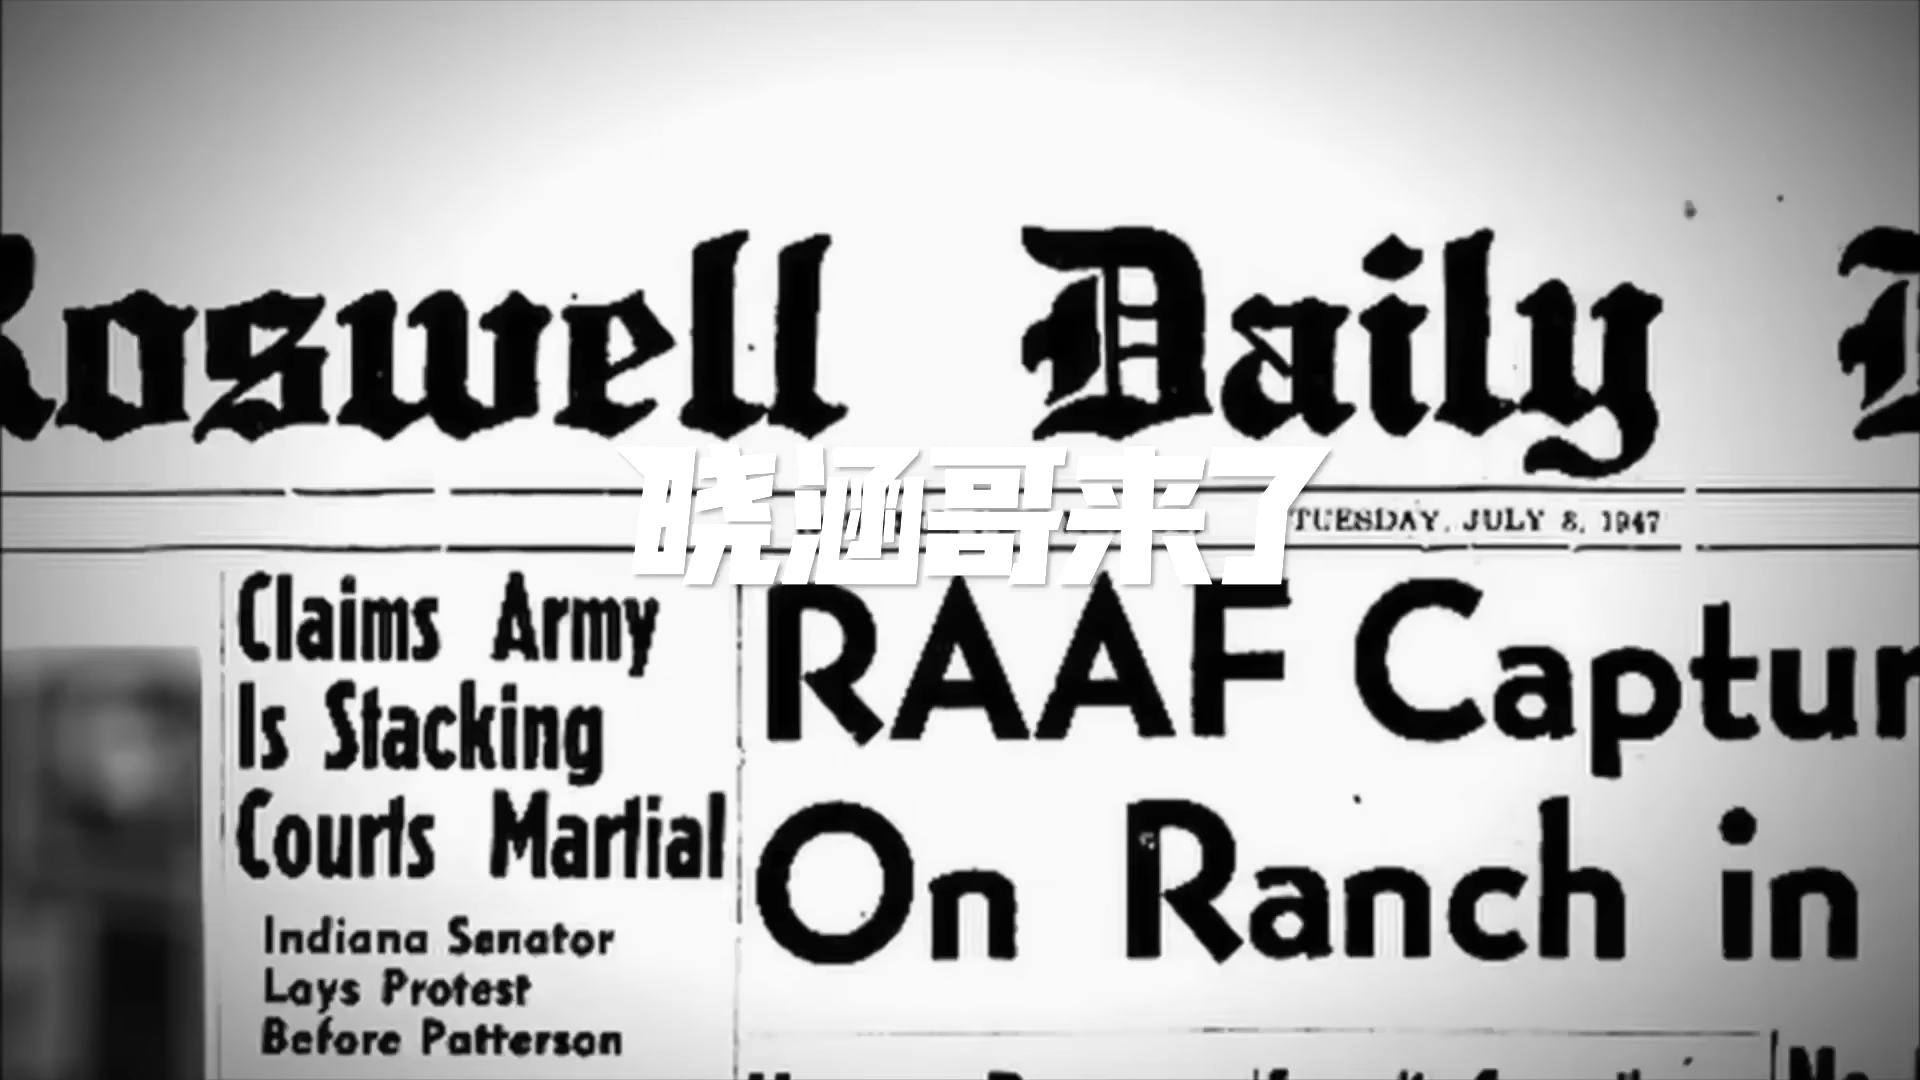 Roswell Daily
晓涵哥来了
TUESDAY, JULY 8, 1947
Claims Army
Is Stacking
Courts Martial
Indiana Senator
Lays Protest
Before Patterson
RAAF Captur
On Ranch in